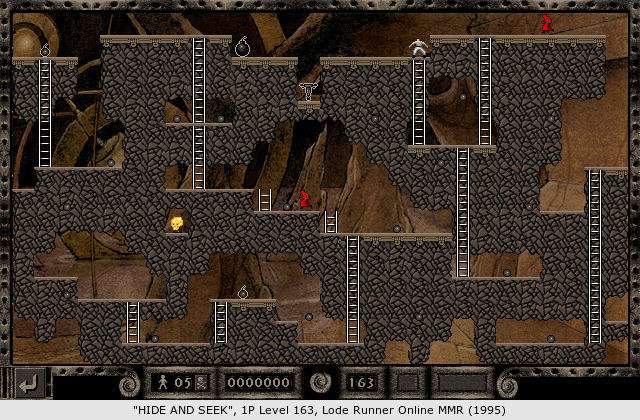 05 0000000 163
"HIDE AND SEEK", 1P Level 163, Lode Runner Online MMR (1995)